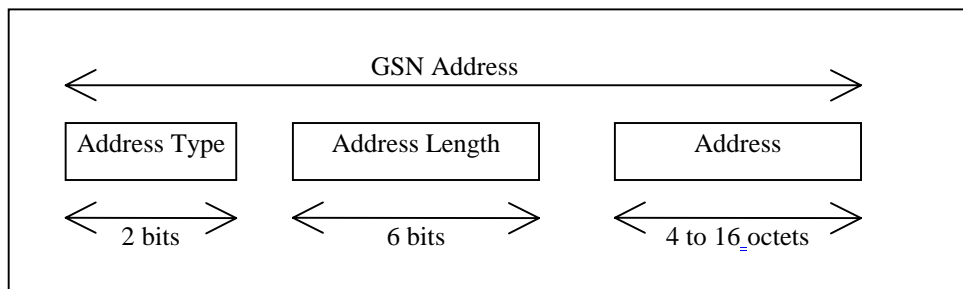 GSN Address
Address Type Address Length Address
2 bits 6 bits 4 to 16 octets